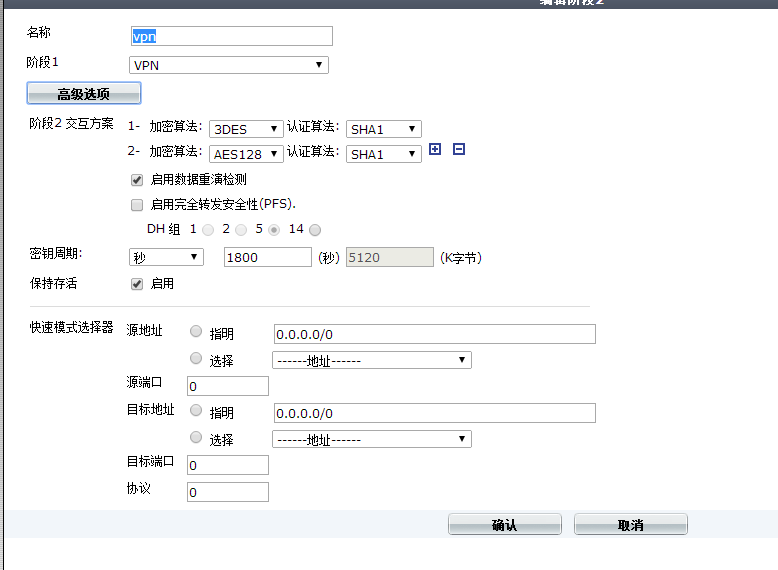 编辑阶段2
名称 vpn
阶段1 VPN
高级选项
阶段2 交互方案 1- 加密算法: 3DES 认证算法: SHA1
2- 加密算法: AES128 认证算法: SHA1
启用数据重演检测
启用完全转发安全性(PFS).
DH 组 1 2 5 14
密钥周期: 秒 1800 (秒) 5120 (K字节)
保持存活 启用
快速模式选择器 源地址 指明 0.0.0.0/0
选择 ------地址------
源端口 0
目标地址 指明 0.0.0.0/0
选择 ------地址------
目标端口 0
协议 0
确认 取消